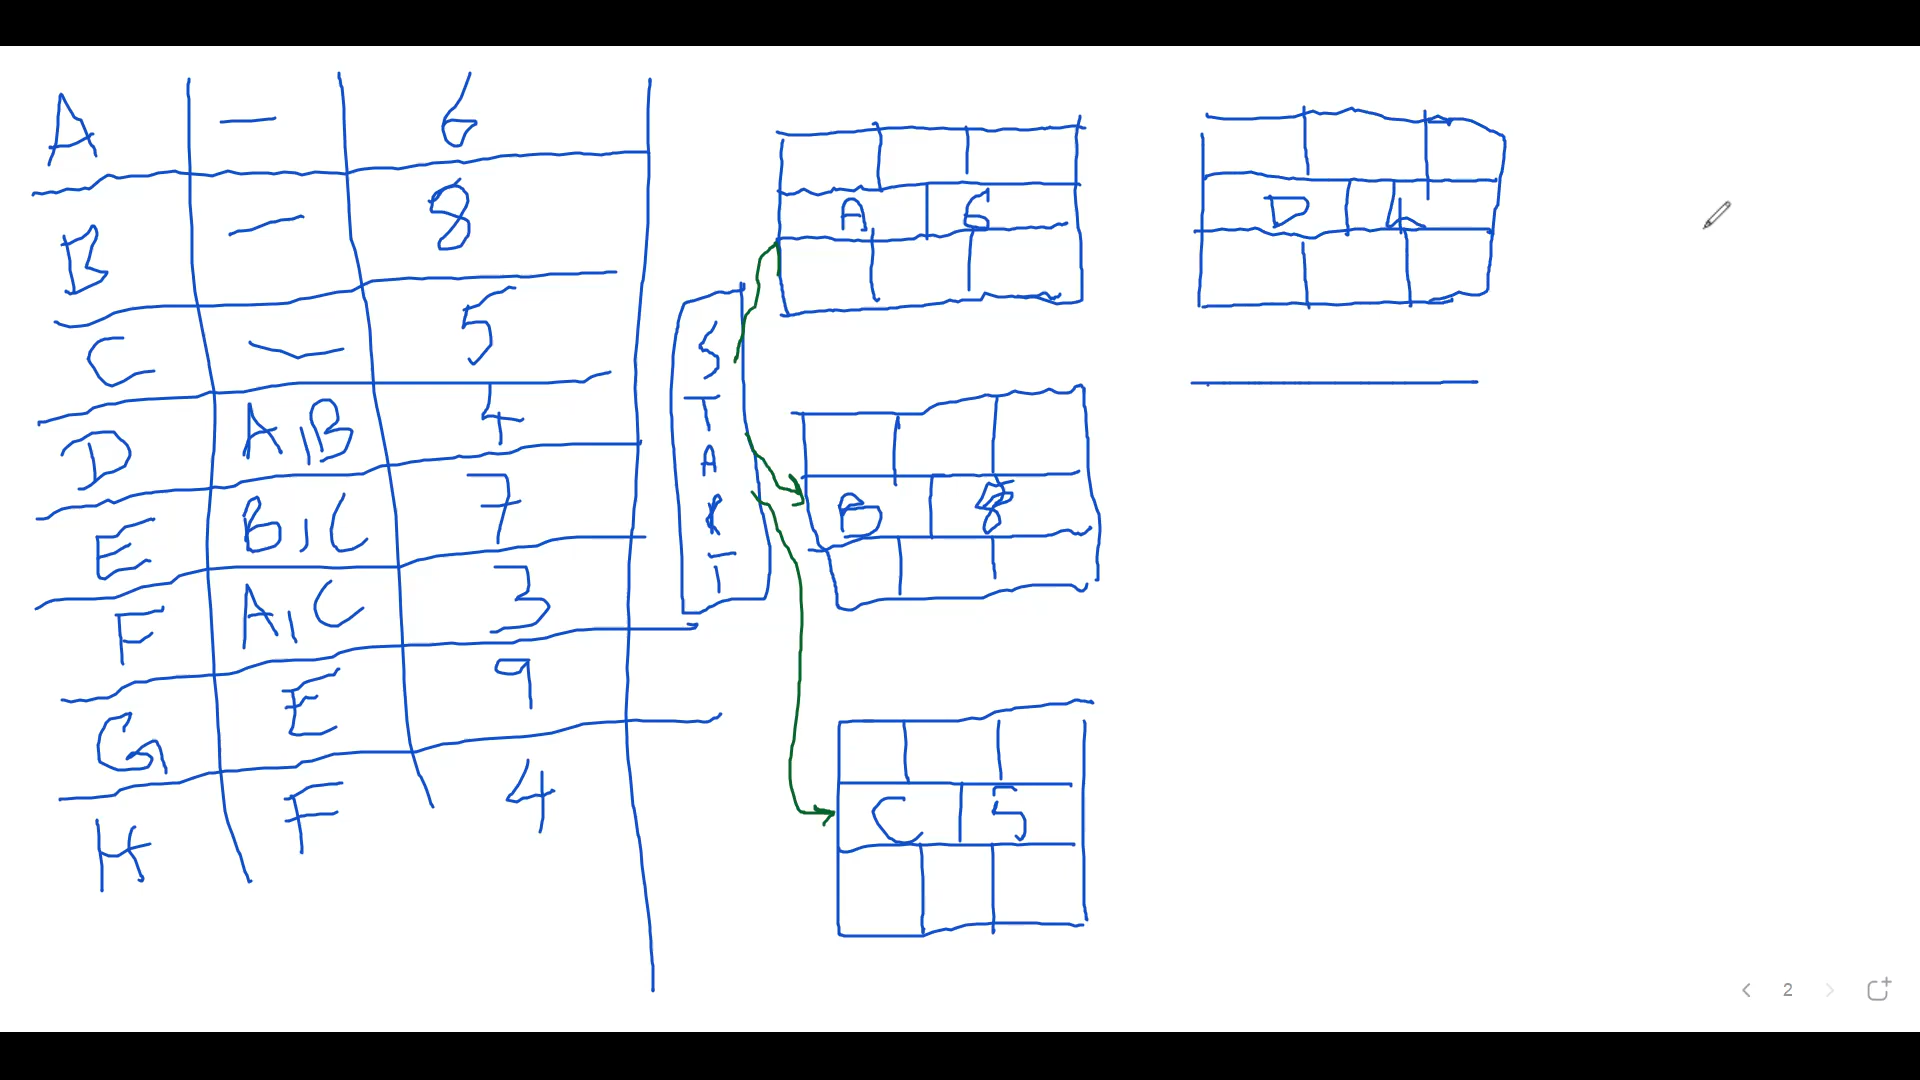 A — 6
B — 8
C — 5
D A,B 4
E B,C 7
F A,C 3
G E 9
H F 4
START
A 6
D 4
B 8
C 5
2